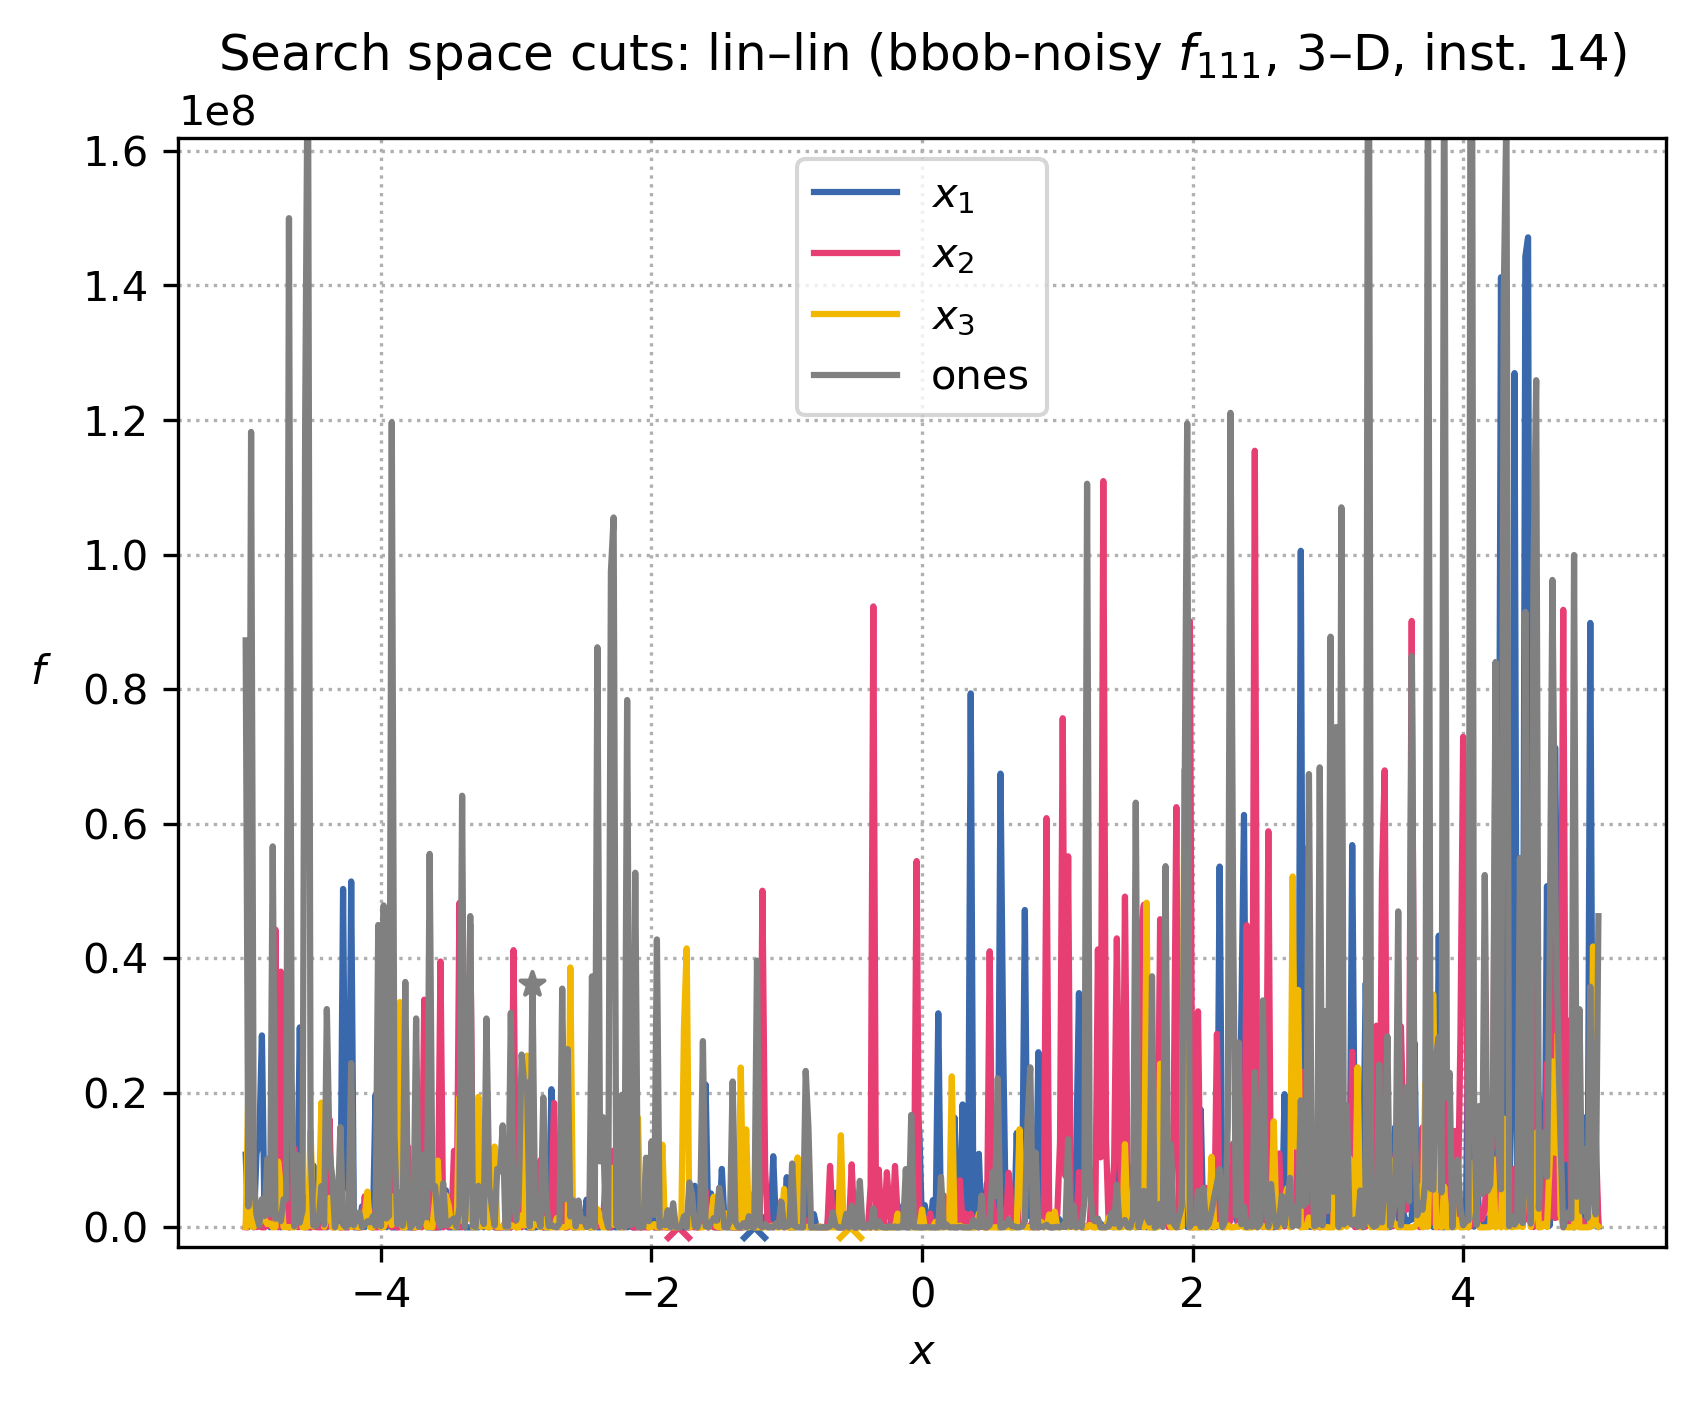 Search space cuts: lin–lin (bbob-noisy f₁₁₁, 3–D, inst. 14)
1e8
1.6
1.4
1.2
1.0
0.8
0.6
0.4
0.2
0.0
f
x₁
x₂
x₃
ones
−4
−2
0
2
4
x